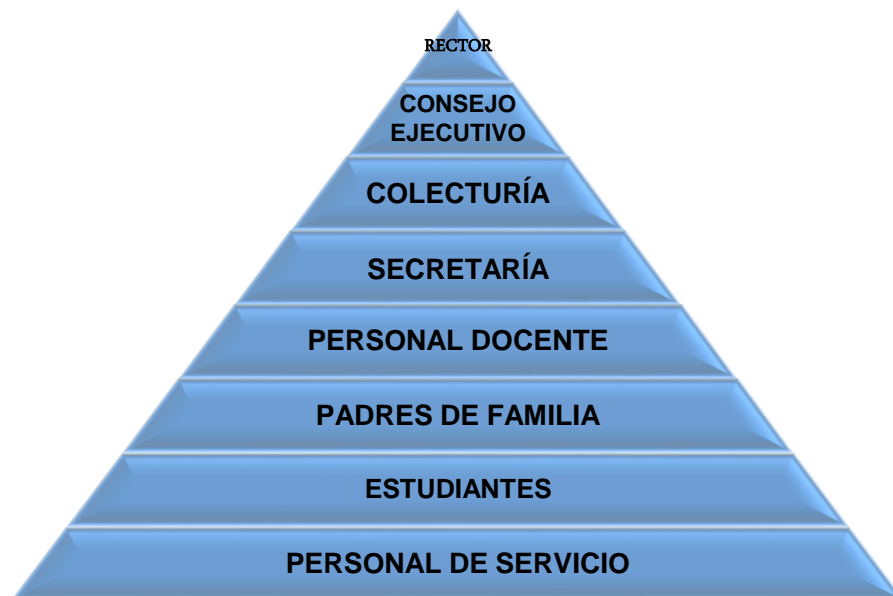 RECTOR
CONSEJO
EJECUTIVO
COLECTURÍA
SECRETARÍA
PERSONAL DOCENTE
PADRES DE FAMILIA
ESTUDIANTES
PERSONAL DE SERVICIO